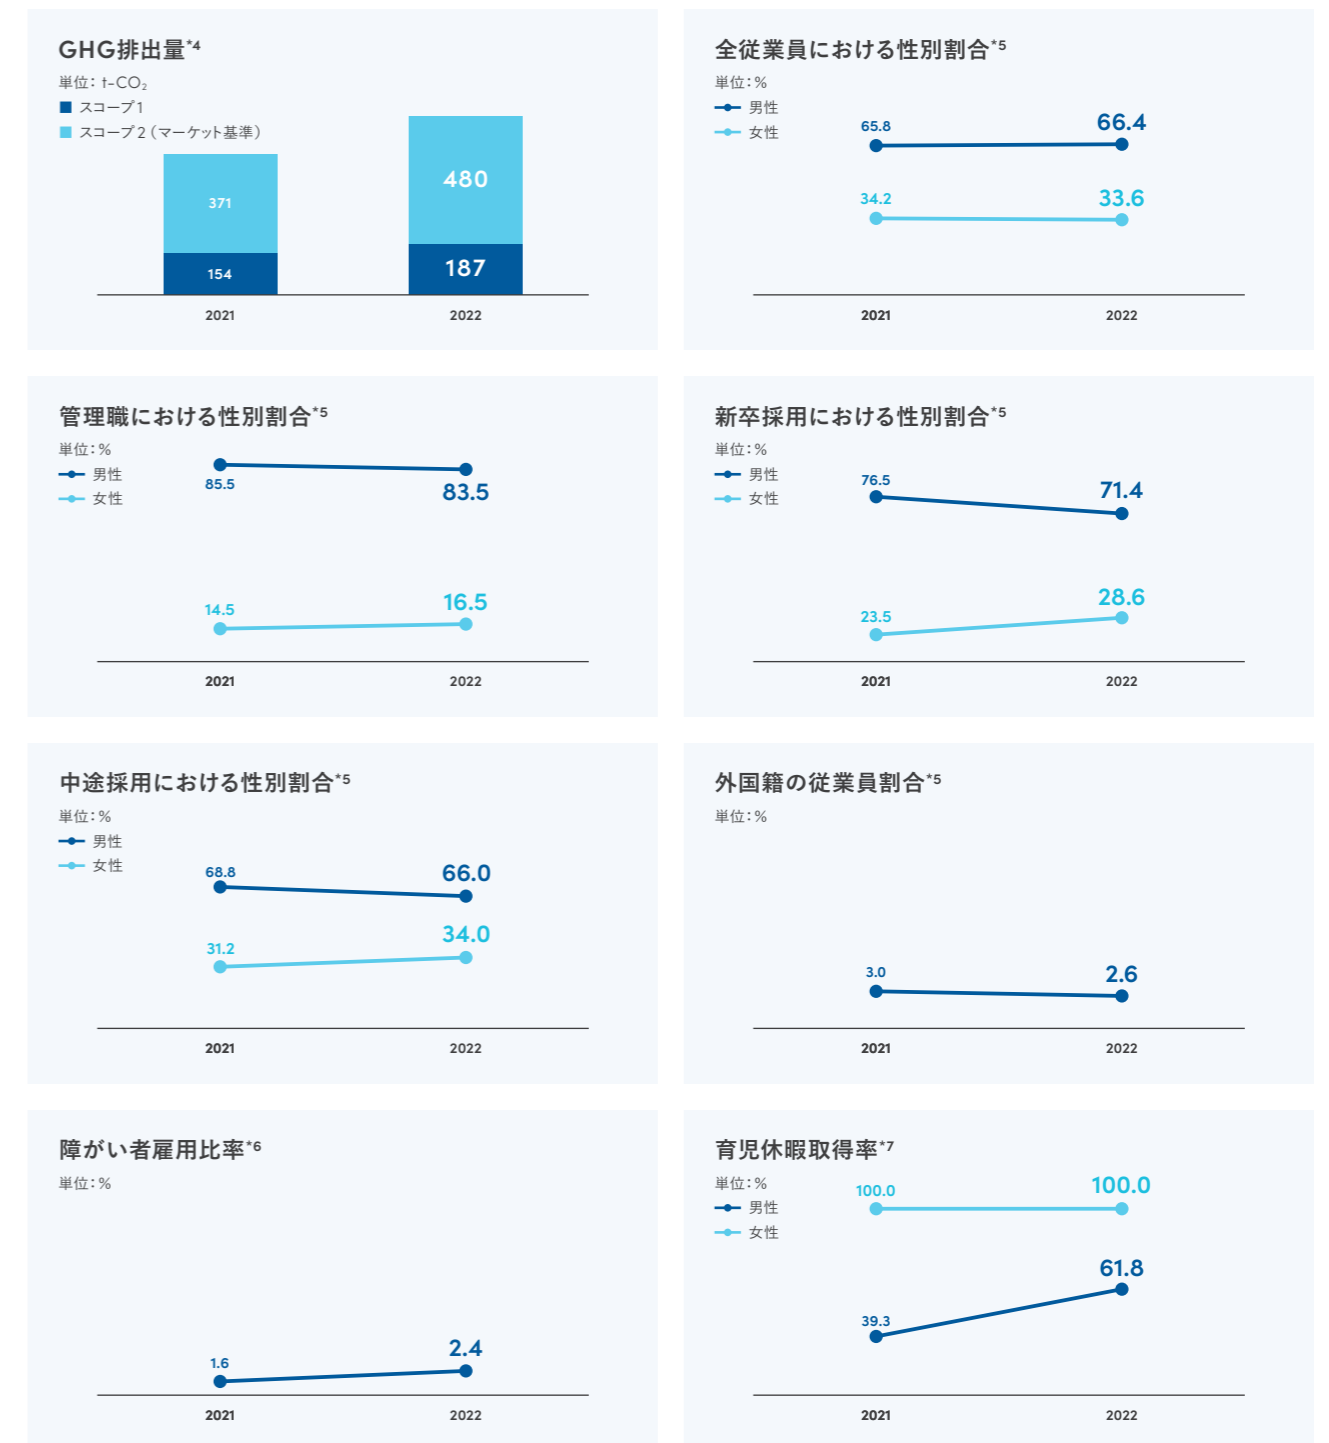 GHG排出量*4
単位：t-CO₂
スコープ1
スコープ2（マーケット基準）
371
154
480
187
2021
2022
全従業員における性別割合*5
単位：%
男性
女性
65.8
66.4
34.2
33.6
2021
2022
管理職における性別割合*5
単位：%
男性
女性
85.5
83.5
14.5
16.5
2021
2022
新卒採用における性別割合*5
単位：%
男性
女性
76.5
71.4
23.5
28.6
2021
2022
中途採用における性別割合*5
単位：%
男性
女性
68.8
66.0
31.2
34.0
2021
2022
外国籍の従業員割合*5
単位：%
3.0
2.6
2021
2022
障がい者雇用比率*6
単位：%
1.6
2.4
2021
2022
育児休暇取得率*7
単位：%
男性
女性
100.0
100.0
39.3
61.8
2021
2022